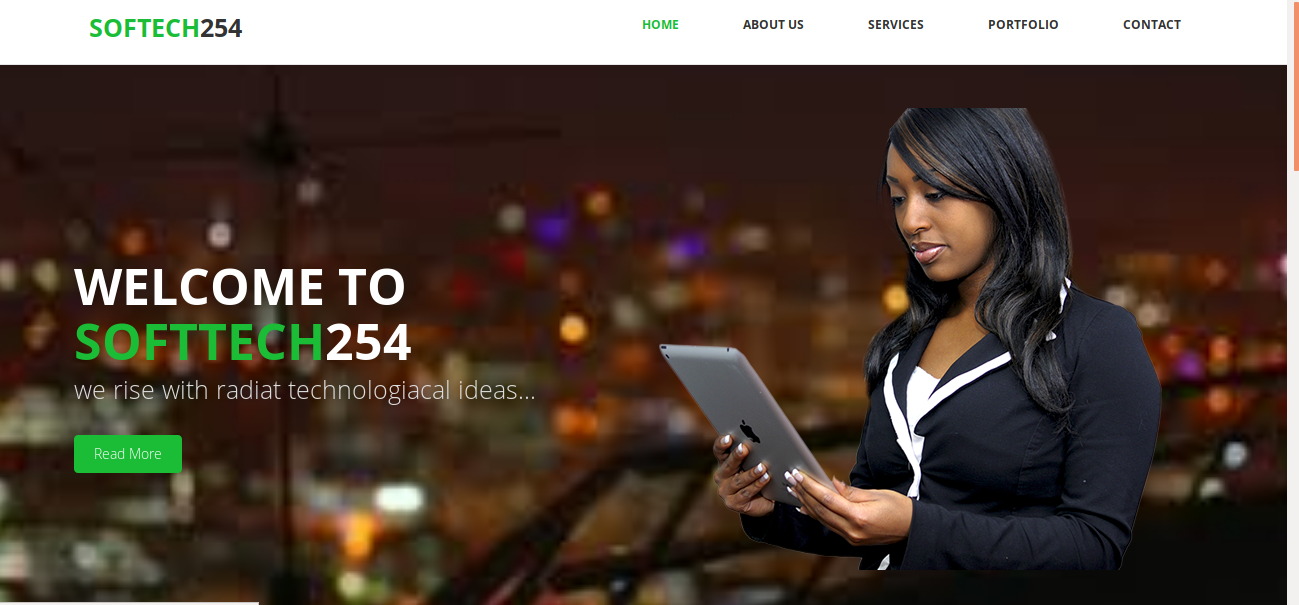 SOFTECH254
HOME ABOUT US SERVICES PORTFOLIO CONTACT
WELCOME TO
SOFTTECH254
we rise with radiat technologiacal ideas...
Read More